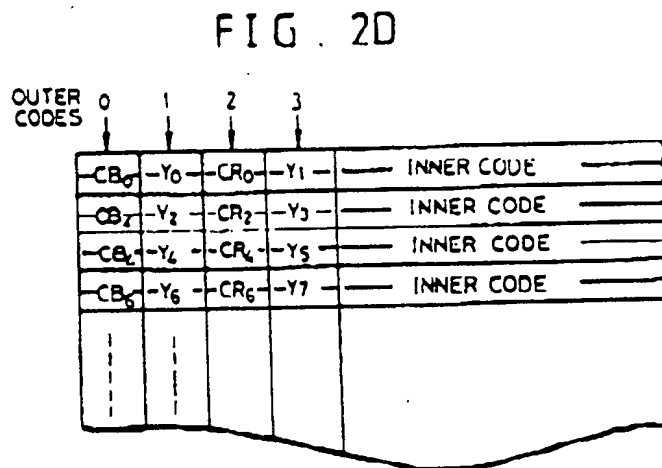 FIG. 2D
OUTER CODES 0 1 2 3
CB₀ Y₀ CR₀ Y₁ INNER CODE
CB₂ Y₂ CR₂ Y₃ INNER CODE
CB₄ Y₄ CR₄ Y₅ INNER CODE
CB₆ Y₆ CR₆ Y₇ INNER CODE